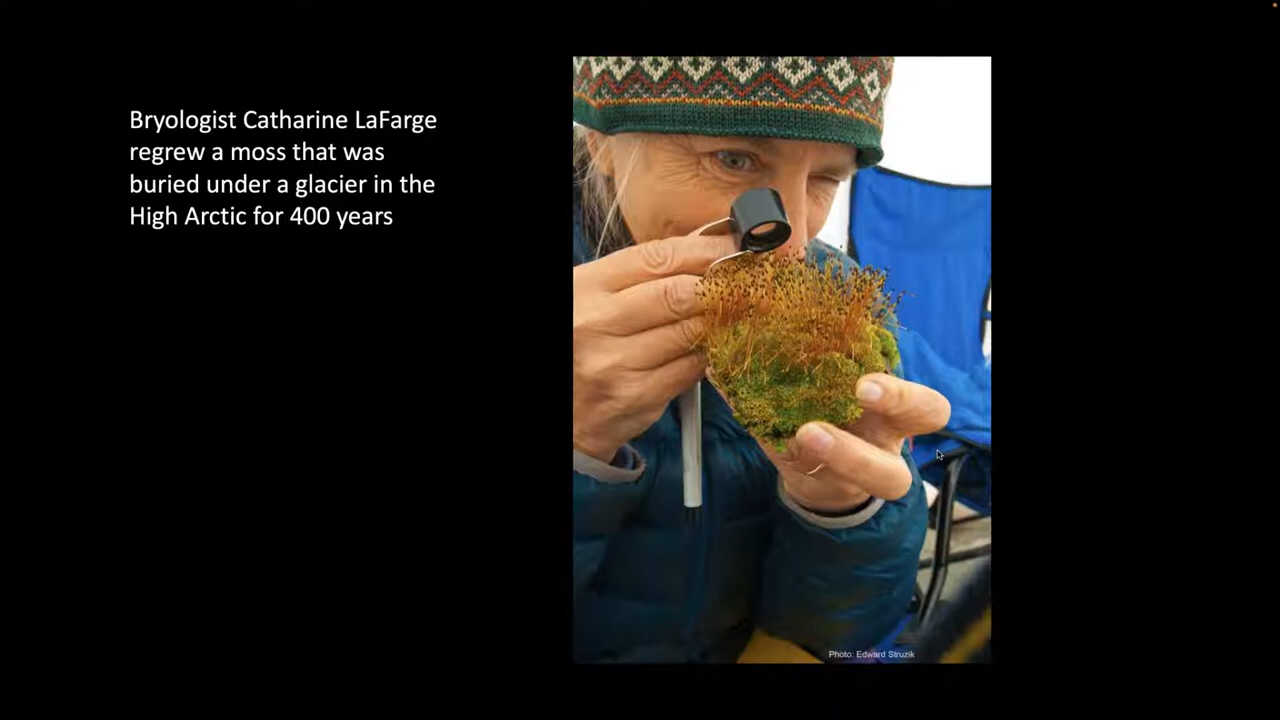 Bryologist Catharine LaFarge
regrew a moss that was
buried under a glacier in the
High Arctic for 400 years
Photo: Edward Struzik